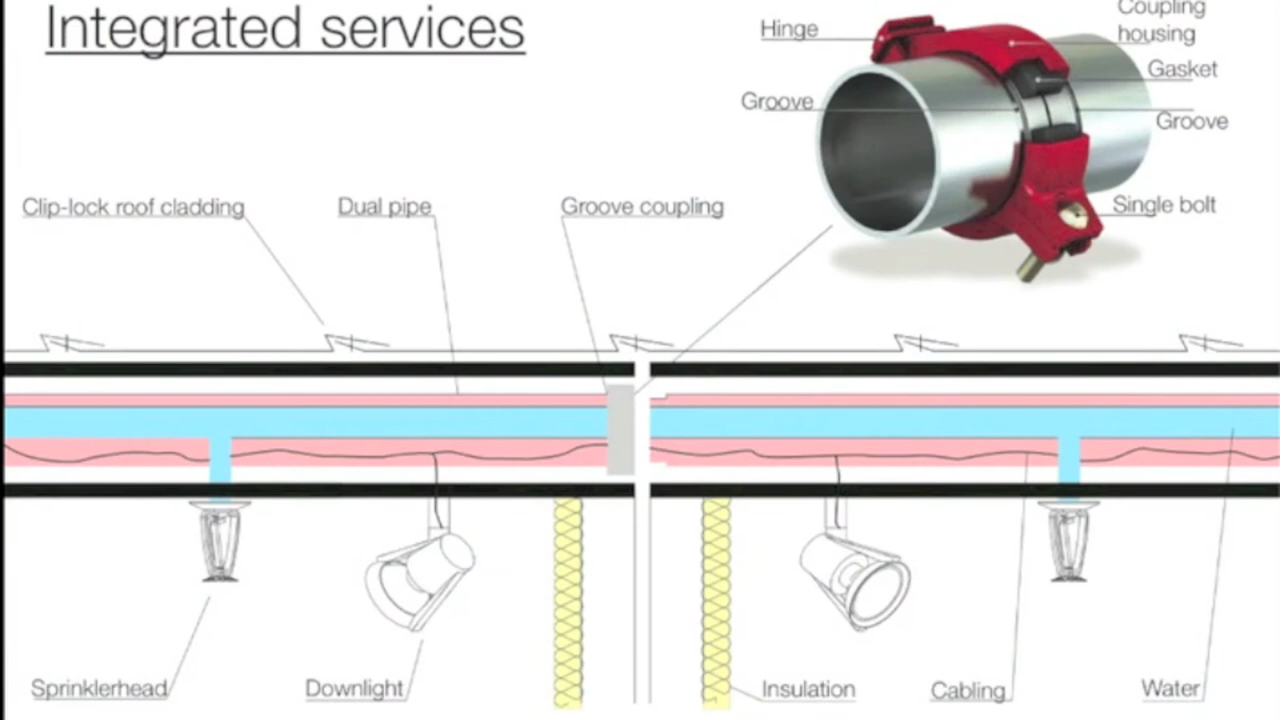 Integrated services
Coupling
housing
Hinge
Gasket
Groove
Groove
Single bolt
Clip-lock roof cladding
Dual pipe
Groove coupling
Sprinklerhead
Downlight
Insulation
Cabling
Water